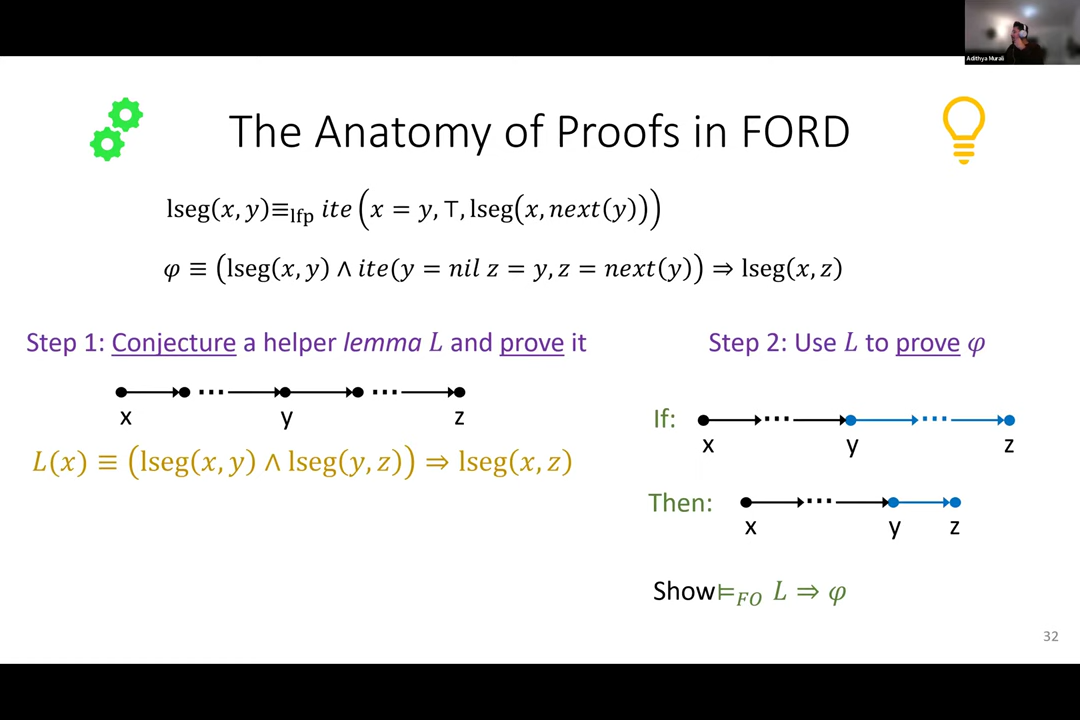 Adithya Murali
The Anatomy of Proofs in FORD
lseg(x, y)≡lfp ite (x = y, ⊤, lseg(x, next(y)))
φ ≡ (lseg(x, y) ∧ ite(y = nil z = y, z = next(y)) ⇒ lseg(x, z)
Step 1: Conjecture a helper lemma L and prove it
x y z
L(x) ≡ (lseg(x, y) ∧ lseg(y, z)) ⇒ lseg(x, z)
Step 2: Use L to prove φ
If:
x y z
Then:
x y z
Show⊨FO L ⇒ φ
32